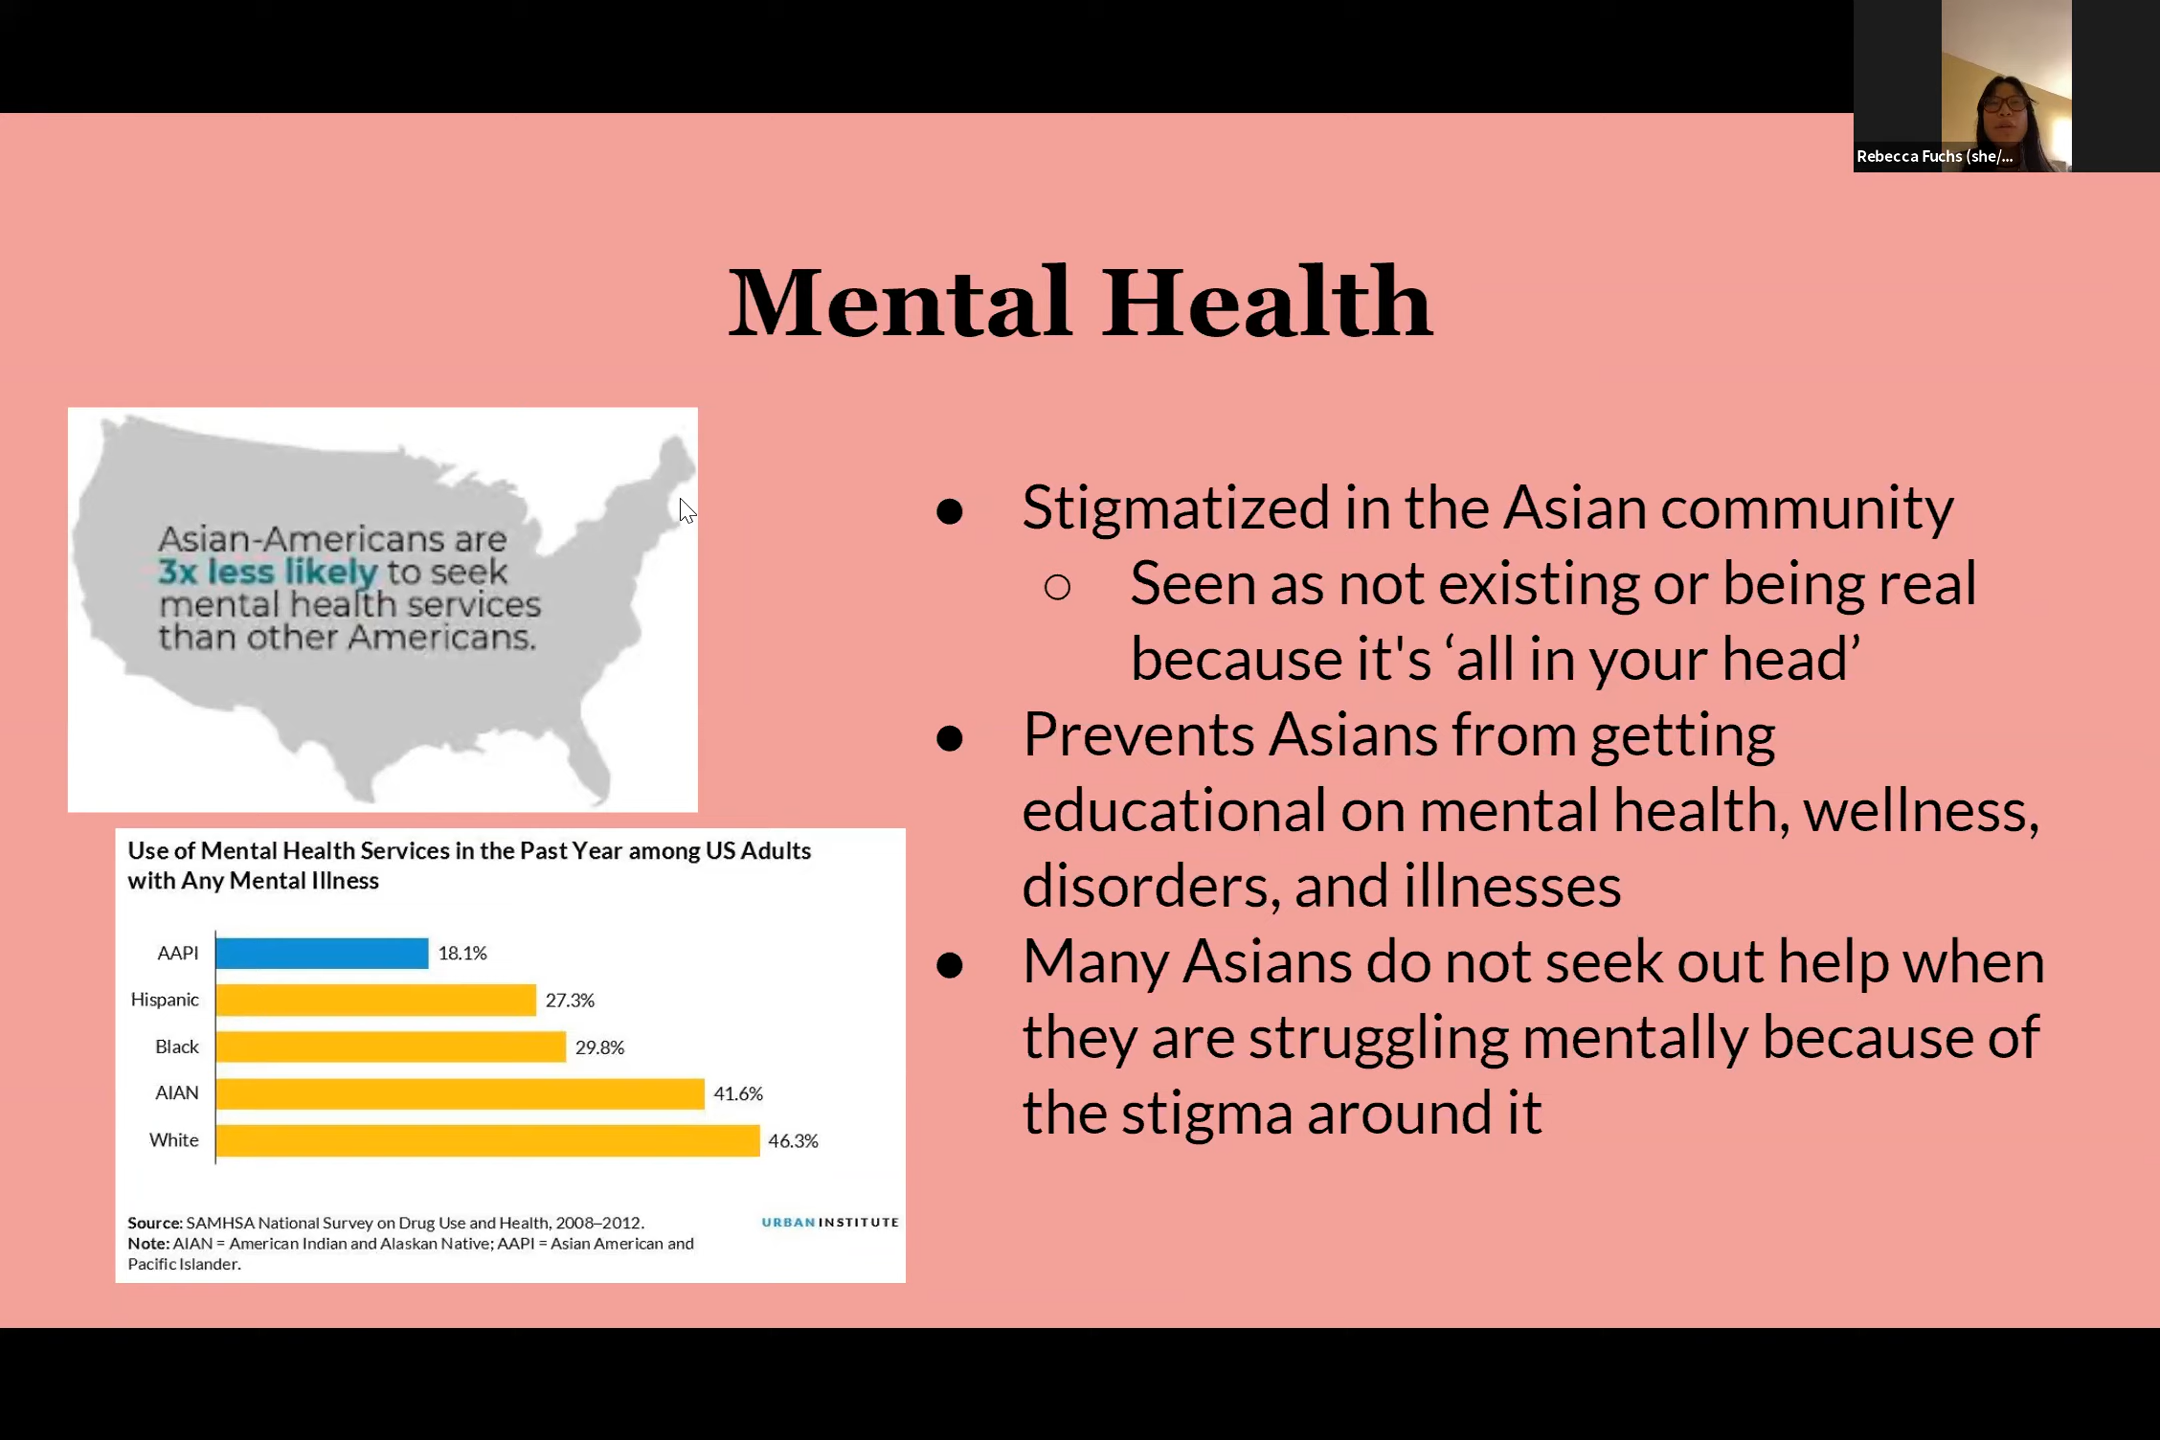 Rebecca Fuchs (she/...
Mental Health
Asian-Americans are
3x less likely to seek
mental health services
than other Americans.
Use of Mental Health Services in the Past Year among US Adults
with Any Mental Illness
AAPI 18.1%
Hispanic 27.3%
Black 29.8%
AIAN 41.6%
White 46.3%
Source: SAMHSA National Survey on Drug Use and Health, 2008–2012.
URBAN INSTITUTE
Note: AIAN = American Indian and Alaskan Native; AAPI = Asian American and
Pacific Islander.
● Stigmatized in the Asian community
○ Seen as not existing or being real
because it's ‘all in your head’
● Prevents Asians from getting
educational on mental health, wellness,
disorders, and illnesses
● Many Asians do not seek out help when
they are struggling mentally because of
the stigma around it